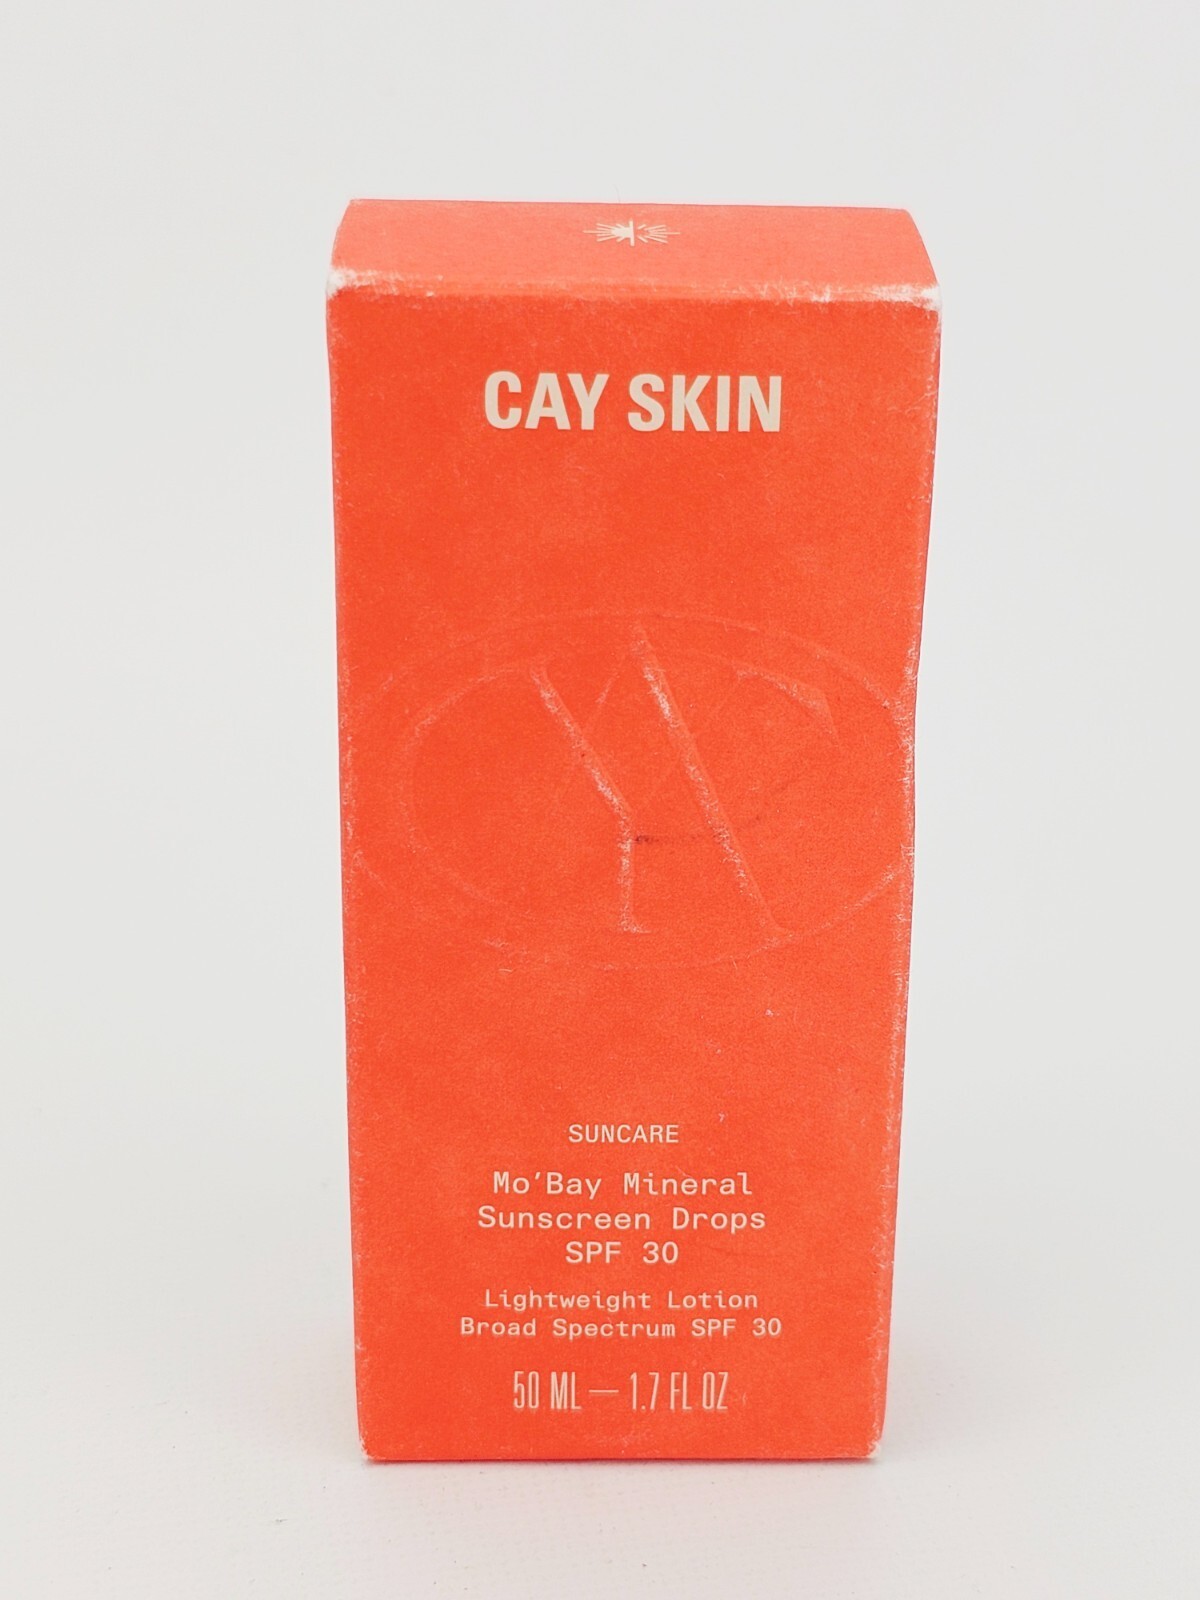 CAY SKIN
SUNCARE
Mo'Bay Mineral
Sunscreen Drops
SPF 30
Lightweight Lotion
Broad Spectrum SPF 30
50 ML — 1.7 FL OZ